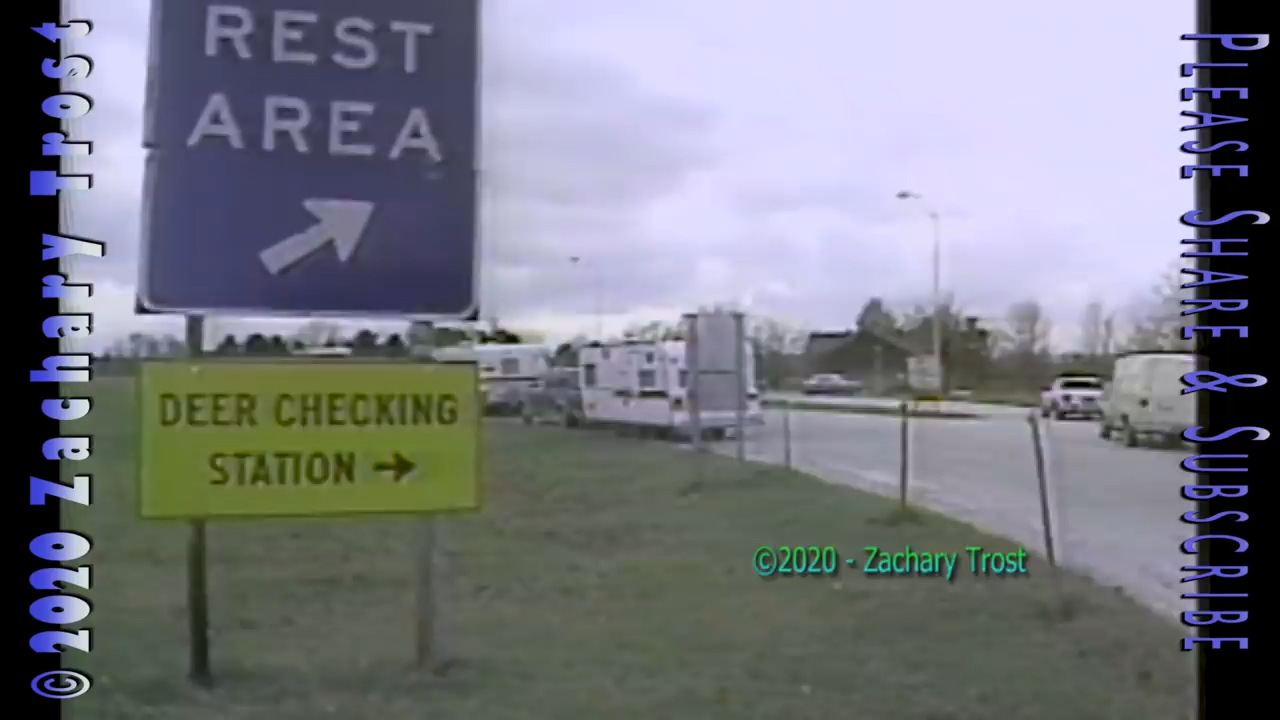 © 2020 Zachary Trost
REST
AREA
DEER CHECKING
STATION →
©2020 - Zachary Trost
PLEASE SHARE & SUBSCRIBE